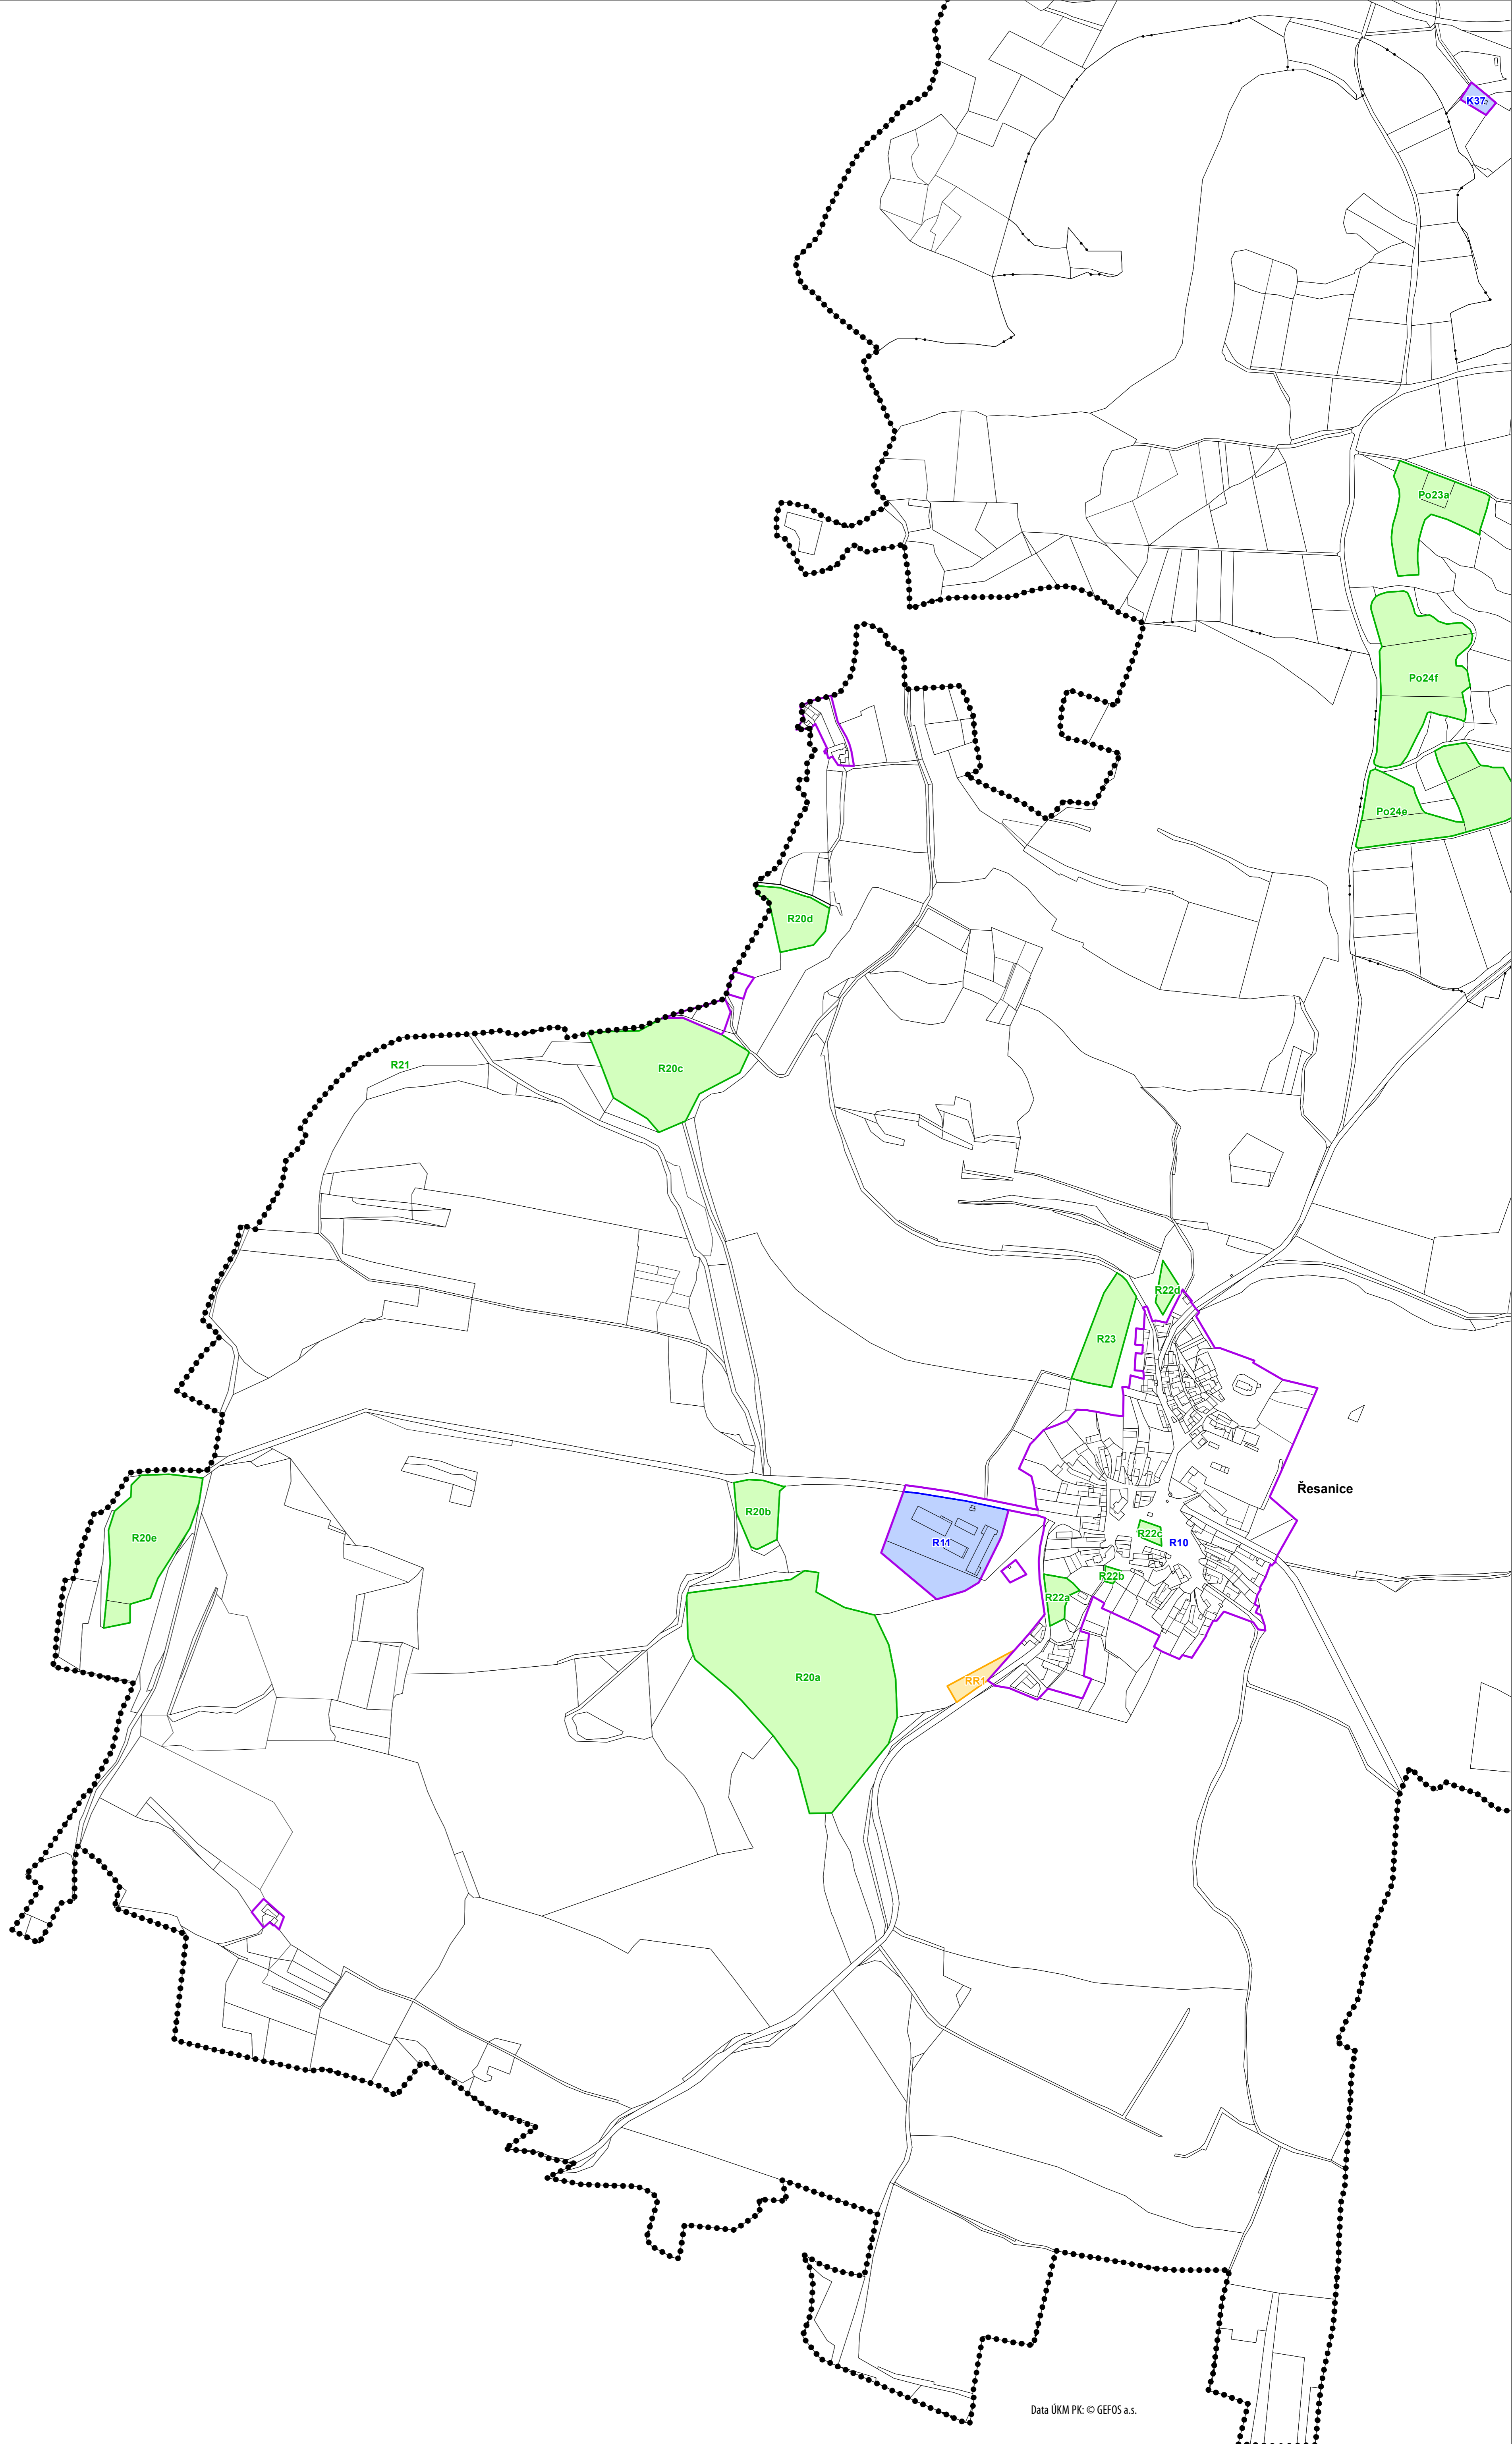 K37
Po23a
Po24f
Po24e
R20d
R20c
R21
R22d
R23
Řesanice
R20b
R11
R22c
R10
R20e
R22b
R22a
R20a
RR1
Data ÚKM PK: © GEFOS a.s.